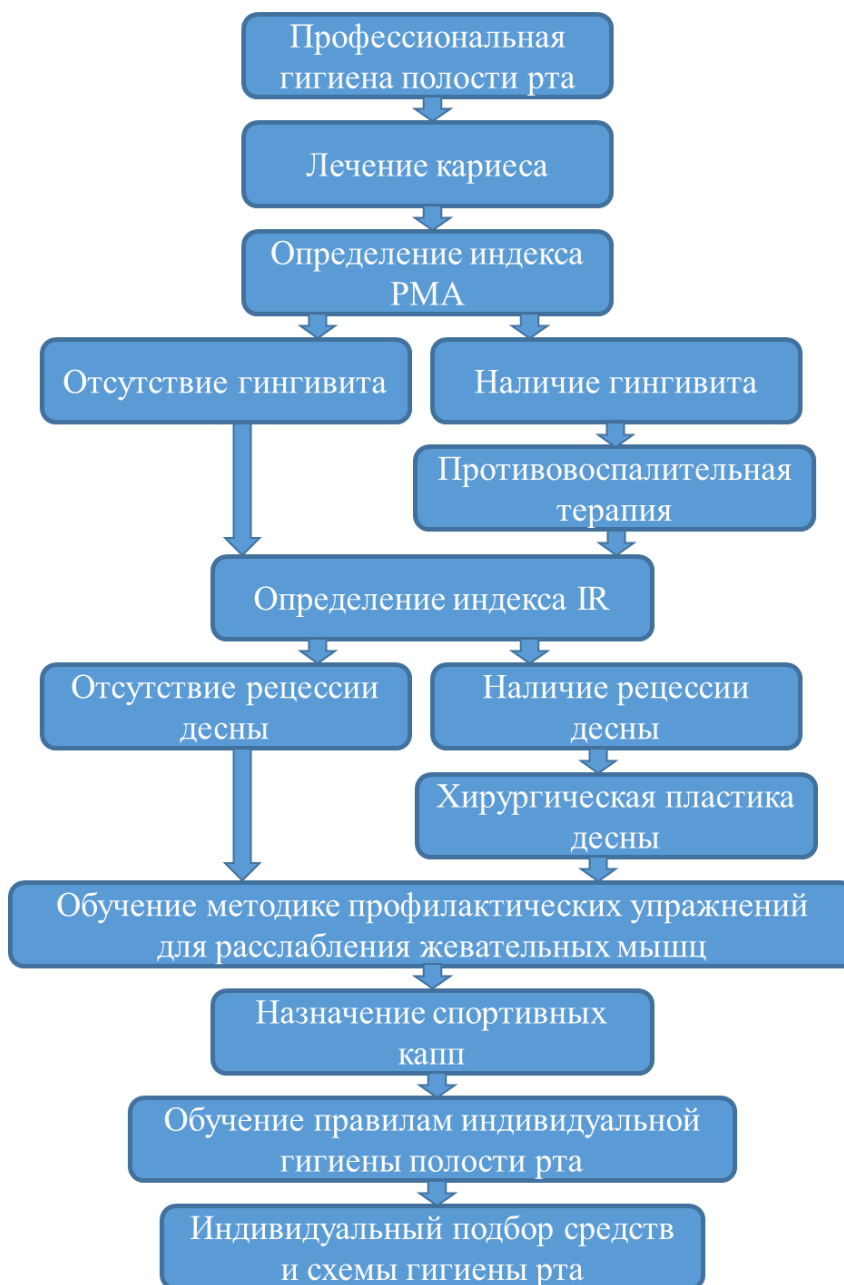 Профессиональная
гигиена полости рта
Лечение кариеса
Определение индекса
РМА
Отсутствие гингивита
Наличие гингивита
Противовоспалительная
терапия
Определение индекса IR
Отсутствие рецессии
десны
Наличие рецессии
десны
Хирургическая пластика
десны
Обучение методике профилактических упражнений
для расслабления жевательных мышц
Назначение спортивных
капп
Обучение правилам индивидуальной
гигиены полости рта
Индивидуальный подбор средств
и схемы гигиены рта